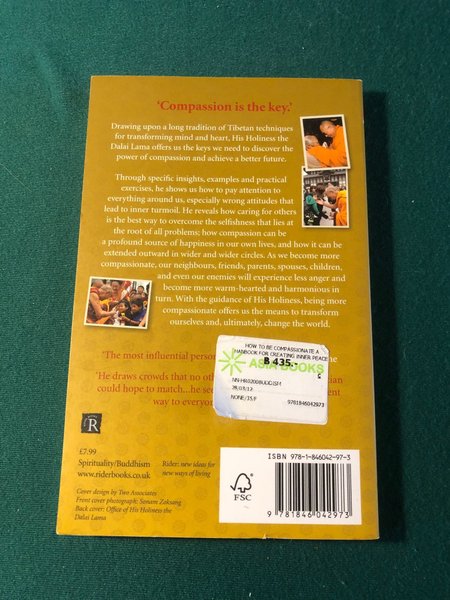 ‘Compassion is the key.’
Drawing upon a long tradition of Tibetan techniques
for transforming mind and heart, His Holiness the
Dalai Lama offers us the keys we need to discover the
power of compassion and achieve a better future.
Through specific insights, examples and practical
exercises, he shows us how to pay attention to
everything around us, especially wrong attitudes that
lead to inner turmoil. He reveals how caring for others
is the best way to overcome the selfishness that lies at
the root of all problems; how compassion can be
a profound source of happiness in our own lives, and how it can be
extended outward in wider and wider circles. As we become more
compassionate, our neighbours, friends, parents, spouses, children,
and even our enemies will experience less anger and
become more warm-hearted and harmonious in
turn. With the guidance of His Holiness, being more
compassionate offers us the means to transform
ourselves and, ultimately, change the world.
HOW TO BE COMPASSIONATE A
HANDBOOK FOR CREATING INNER PEACE
฿ 435.-
ASIA BOOKS
28/03/12
NONE/JSF
9781846042973
‘The most influential person
‘He draws crowds that no oth
could hope to match…he see
way to everyone
R
£7.99
Spirituality/Buddhism
www.riderbooks.co.uk
Rider: new ideas for
new ways of living
Cover design by Two Associates
Front cover photograph: Sonam Zoksang
Back cover: Office of His Holiness the
Dalai Lama
FSC
ISBN 978-1-846042-97-3
9 781846 042973